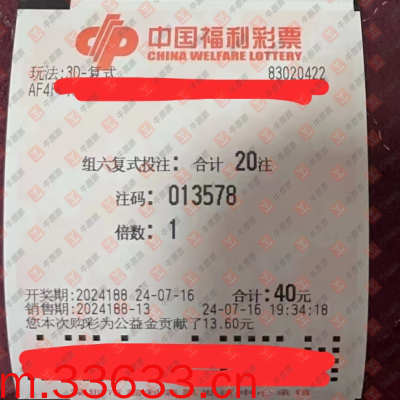 中国福利彩票
CHINA WELFARE LOTTERY
玩法:3D-复式 83020422
AF4
组六复式投注: 合计 20注
注码: 013578
倍数: 1
开奖期:2024188 24-07-16 合计:40元
销售期:2024188-13 24-07-16 19:34:18
您本次购彩为公益金贡献了13.60元
m.33633.cn